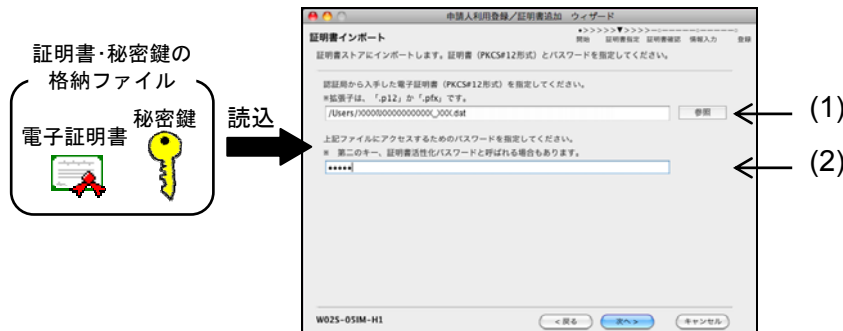 証明書･秘密鍵の
格納ファイル
電子証明書
秘密鍵
読込
申請人利用登録／証明書追加 ウィザード
証明書インポート
•>>>>>▼>>>>-▫-----▫-----▫
開始 証明書指定 証明書確認 情報入力 登録
証明書ストアにインポートします。証明書（PKCS#12形式）とパスワードを指定してください。
認証局から入手した電子証明書（PKCS#12形式）を指定してください。
※拡張子は、「.p12」か「.pfx」です。
参照
(1)
上記ファイルにアクセスするためのパスワードを指定してください。
※ 第二のキー、証明書活性化パスワードと呼ばれる場合もあります。
•••••
(2)
W025-05IM-H1
< 戻る
次へ >
キャンセル